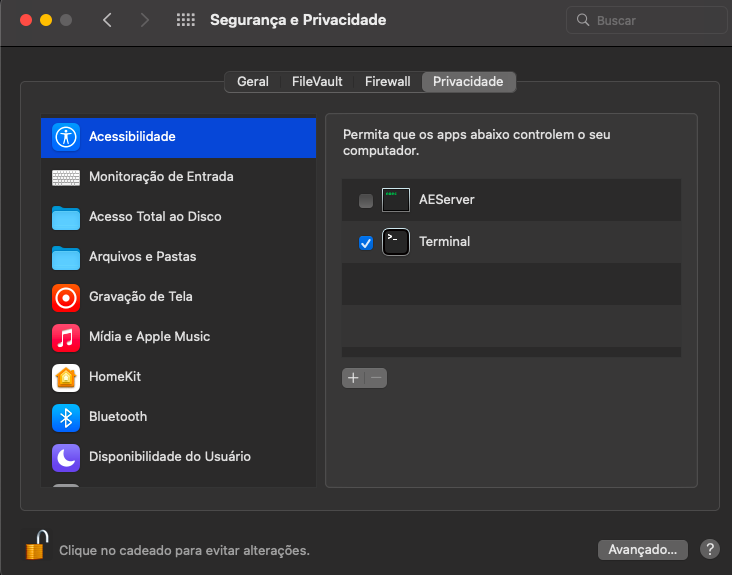 Segurança e Privacidade
Buscar
Geral
FileVault
Firewall
Privacidade
Acessibilidade
Monitoração de Entrada
Acesso Total ao Disco
Arquivos e Pastas
Gravação de Tela
Mídia e Apple Music
HomeKit
Bluetooth
Disponibilidade do Usuário
Permita que os apps abaixo controlem o seu
computador.
AEServer
Terminal
Clique no cadeado para evitar alterações.
Avançado...
?